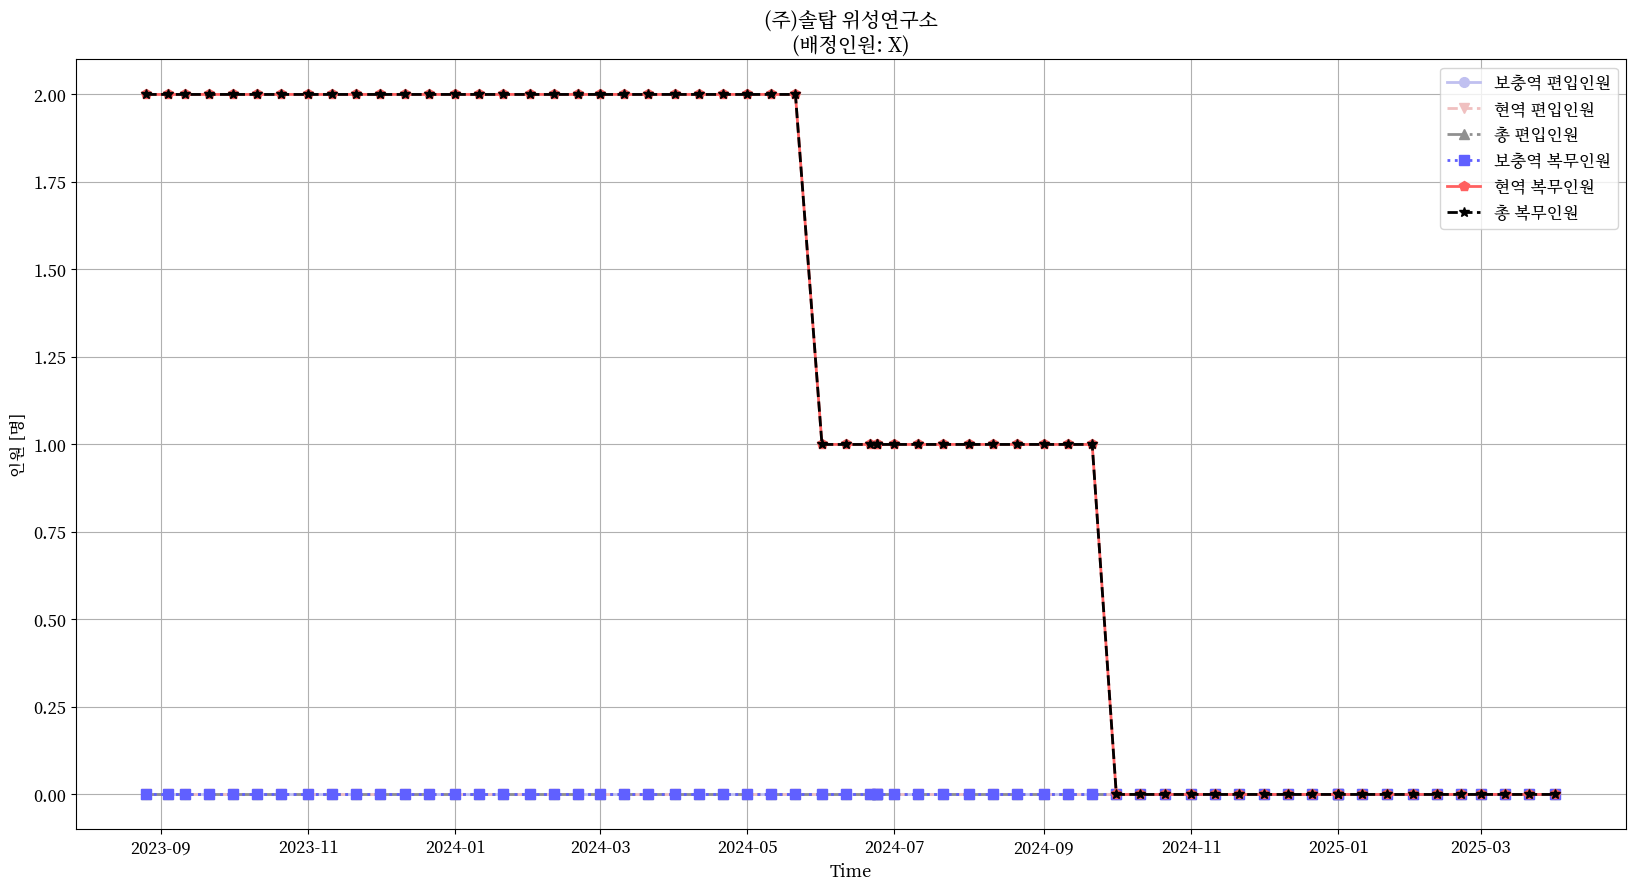 (주)솔탑 위성연구소
(배정인원: X)
보충역 편입인원
현역 편입인원
총 편입인원
보충역 복무인원
현역 복무인원
총 복무인원
2.00
1.75
1.50
1.25
1.00
0.75
0.50
0.25
0.00
인원 [명]
2023-09 2023-11 2024-01 2024-03 2024-05 2024-07 2024-09 2024-11 2025-01 2025-03
Time